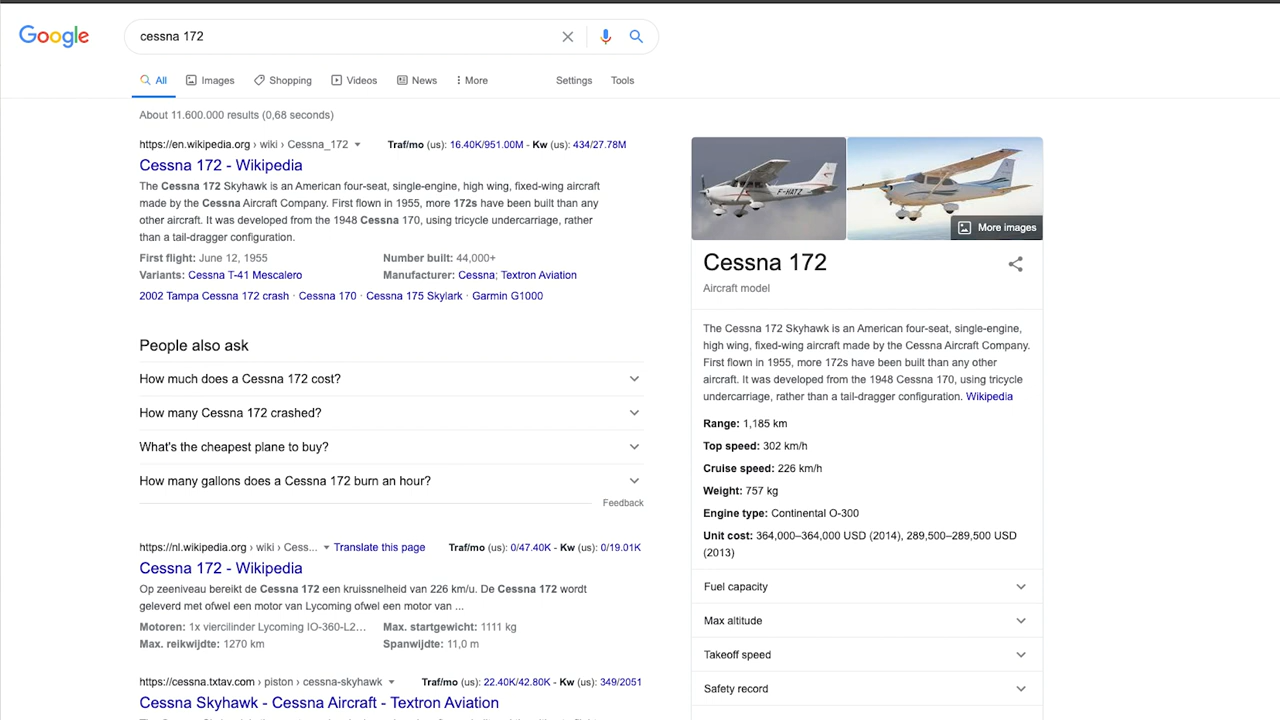 Google
cessna 172
All Images Shopping Videos News More Settings Tools
About 11.600.000 results (0,68 seconds)
https://en.wikipedia.org › wiki › Cessna_172 Traf/mo (us): 16.40K/951.00M - Kw (us): 434/27.78M
Cessna 172 - Wikipedia
The Cessna 172 Skyhawk is an American four-seat, single-engine, high wing, fixed-wing aircraft
made by the Cessna Aircraft Company. First flown in 1955, more 172s have been built than any
other aircraft. It was developed from the 1948 Cessna 170, using tricycle undercarriage, rather
than a tail-dragger configuration.
First flight: June 12, 1955 Number built: 44,000+
Variants: Cessna T-41 Mescalero Manufacturer: Cessna; Textron Aviation
2002 Tampa Cessna 172 crash · Cessna 170 · Cessna 175 Skylark · Garmin G1000
People also ask
How much does a Cessna 172 cost?
How many Cessna 172 crashed?
What's the cheapest plane to buy?
How many gallons does a Cessna 172 burn an hour?
Feedback
https://nl.wikipedia.org › wiki › Cess... Translate this page Traf/mo (us): 0/47.40K - Kw (us): 0/19.01K
Cessna 172 - Wikipedia
Op zeeniveau bereikt de Cessna 172 een kruissnelheid van 226 km/u. De Cessna 172 wordt
geleverd met ofwel een motor van Lycoming ofwel een motor van ...
Motoren: 1x viercilinder Lycoming IO-360-L2... Max. startgewicht: 1111 kg
Max. reikwijdte: 1270 km Spanwijdte: 11,0 m
https://cessna.txtav.com › piston › cessna-skyhawk Traf/mo (us): 22.40K/42.80K - Kw (us): 349/2051
Cessna Skyhawk - Cessna Aircraft - Textron Aviation
F-HATZ
More images
Cessna 172
Aircraft model
The Cessna 172 Skyhawk is an American four-seat, single-engine,
high wing, fixed-wing aircraft made by the Cessna Aircraft Company.
First flown in 1955, more 172s have been built than any other
aircraft. It was developed from the 1948 Cessna 170, using tricycle
undercarriage, rather than a tail-dragger configuration. Wikipedia
Range: 1,185 km
Top speed: 302 km/h
Cruise speed: 226 km/h
Weight: 757 kg
Engine type: Continental O-300
Unit cost: 364,000–364,000 USD (2014), 289,500–289,500 USD
(2013)
Fuel capacity
Max altitude
Takeoff speed
Safety record